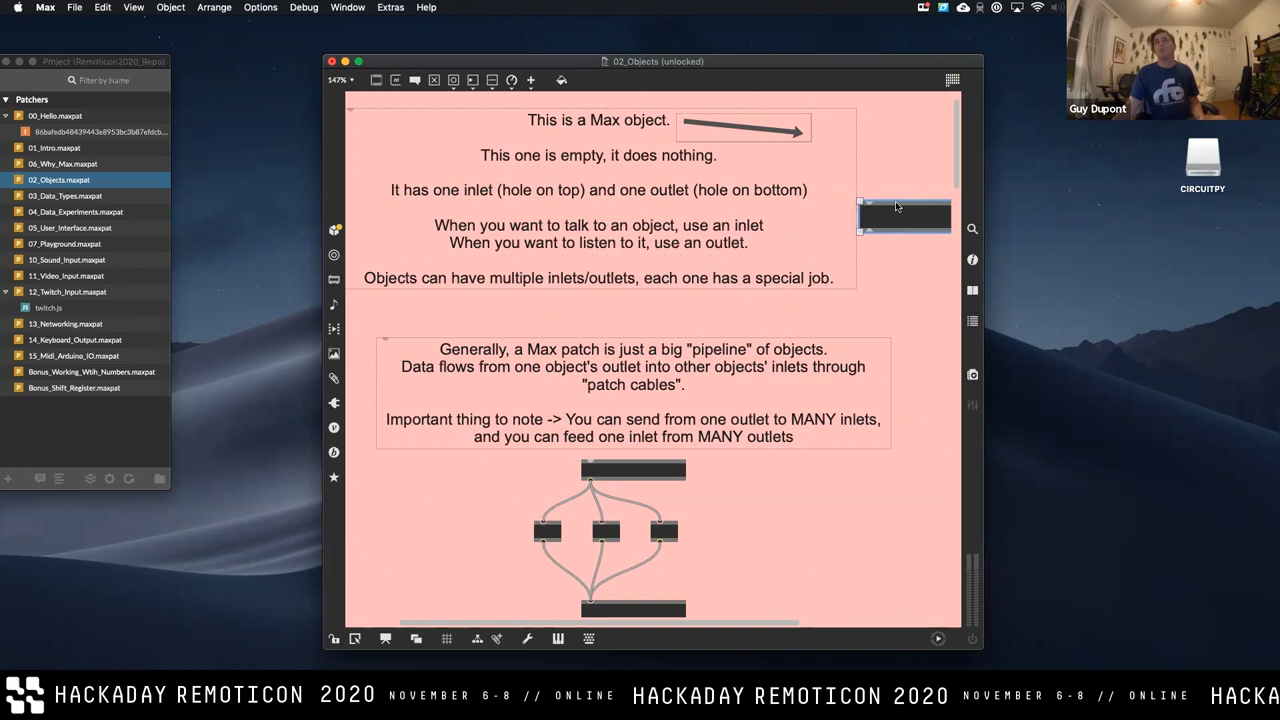 Max File Edit View Object Arrange Options Debug Window Extras Help
Project (Remoticon2020_Repo)
Filter by Name
Patchers
00_Hello.maxpat
86bafedb48439443e8953bc3b87efdcb...
01_Intro.maxpat
06_Why_Max.maxpat
02_Objects.maxpat
03_Data_Types.maxpat
04_Data_Experiments.maxpat
05_User_Interface.maxpat
07_Playground.maxpat
10_Sound_Input.maxpat
11_Video_Input.maxpat
12_Twitch_Input.maxpat
twitch.js
13_Networking.maxpat
14_Keyboard.maxpat
15_Midi_Arduino_IO.maxpat
Bonus_Working_Wtih_Numbers.maxpat
Bonus_Shift_Register.maxpat
02_Objects (unlocked)
147%
This is a Max object.
This one is empty, it does nothing.
It has one inlet (hole on top) and one outlet (hole on bottom)
When you want to talk to an object, use an inlet
When you want to listen to it, use an outlet.
Objects can have multiple inlets/outlets, each one has a special job.
Generally, a Max patch is just a big "pipeline" of objects.
Data flows from one object's outlet into other objects' inlets through
"patch cables".
Important thing to note -> You can send from one outlet to MANY inlets,
and you can feed one inlet from MANY outlets
Guy Dupont
CIRCUITPY
HACKADAY REMOTICON 2020 NOVEMBER 6-8 // ONLINE HACKADAY REMOTICON 2020 NOVEMBER 6-8 // ONLINE HACKA